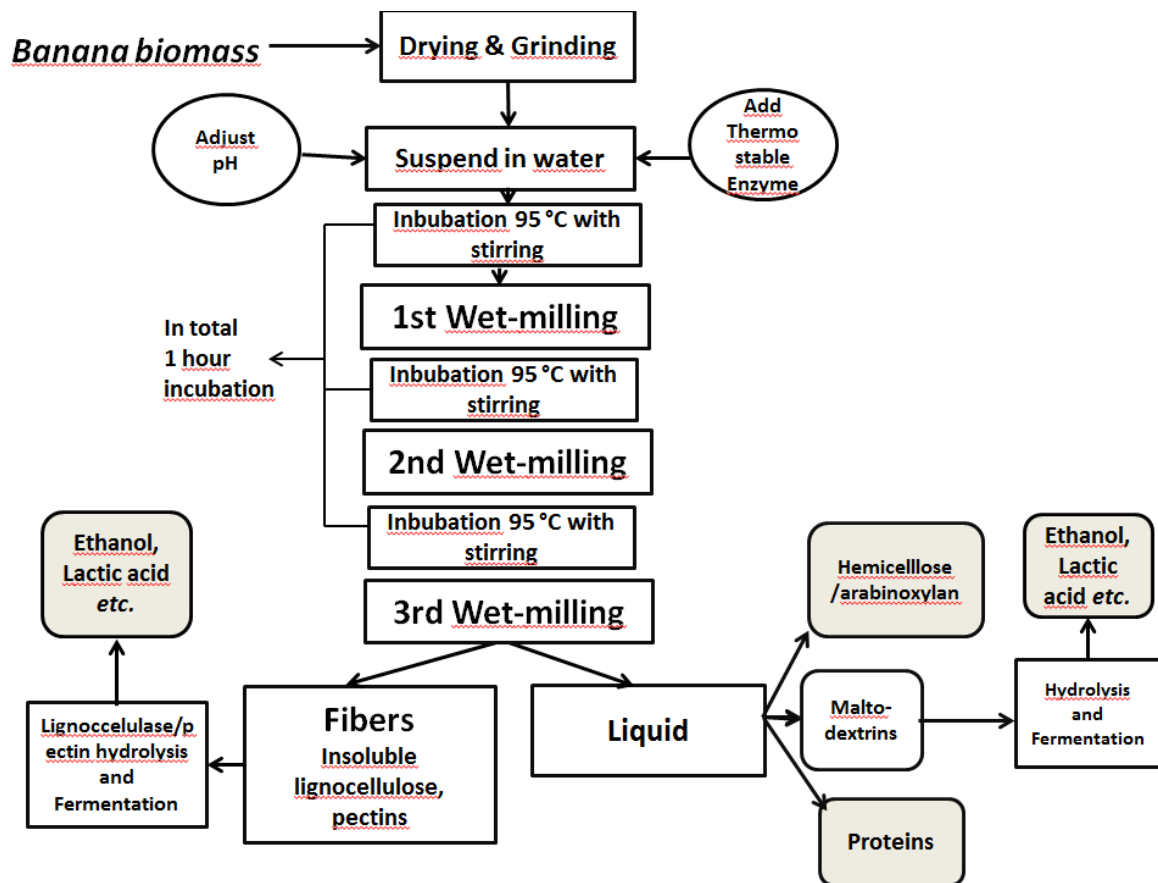 Banana biomass
Drying & Grinding
Adjust
pH
Suspend in water
Add
Thermo
stable
Enzyme
Inbubation 95 °C with
stirring
1st Wet-milling
In total
1 hour
incubation
Inbubation 95 °C with
stirring
2nd Wet-milling
Inbubation 95 °C with
stirring
3rd Wet-milling
Ethanol,
Lactic acid
etc.
Hemicelllose
/arabinoxylan
Ethanol,
Lactic
acid etc.
Lignoccelulase/p
ectin hydrolysis
and
Fermentation
Fibers
Insoluble
lignocellulose,
pectins
Liquid
Malto-
dextrins
Hydrolysis
and
Fermentation
Proteins